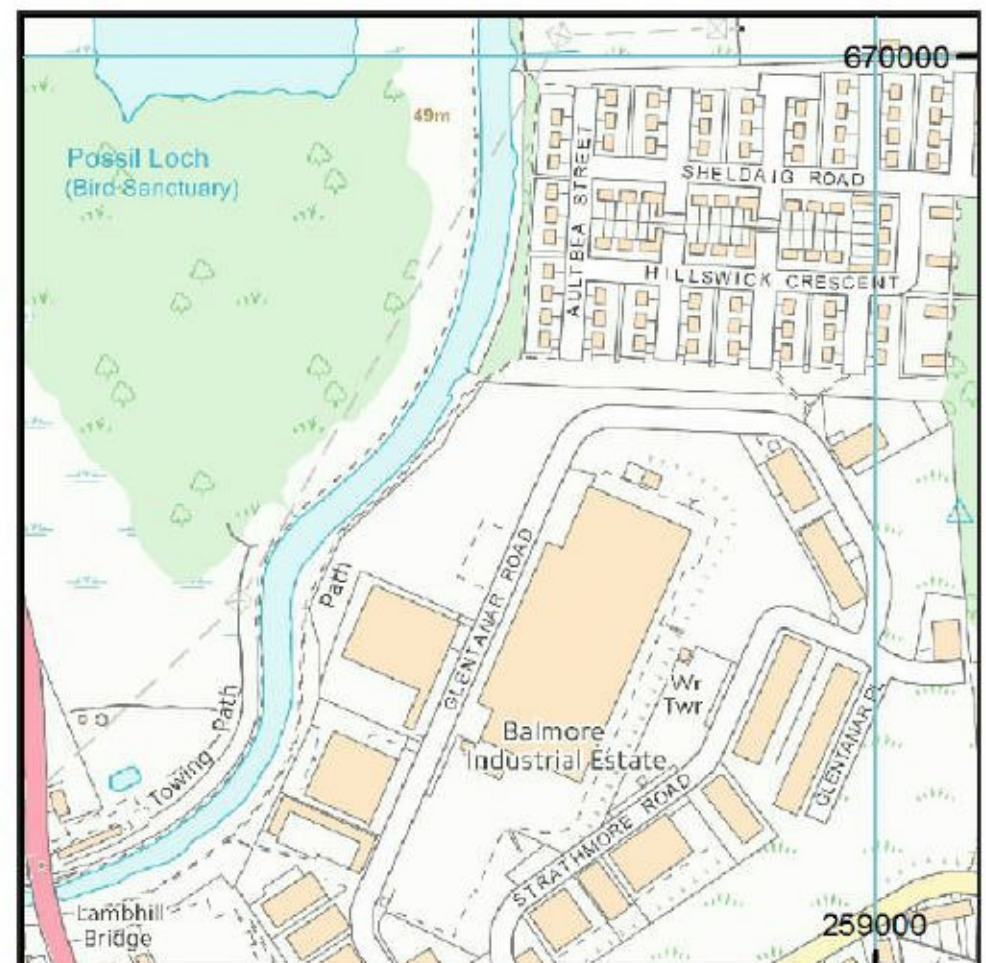 670000
49m
Possil Loch
(Bird Sanctuary)
SHELDAIG ROAD
AULTBEA STREET
HILLSWICK CRESCENT
GLENTANAR ROAD
Path
Wr
Twr
Balmore
Industrial Estate
GLENTANAR PL
Towing Path
STRATHMORE ROAD
Lambhill
Bridge
259000